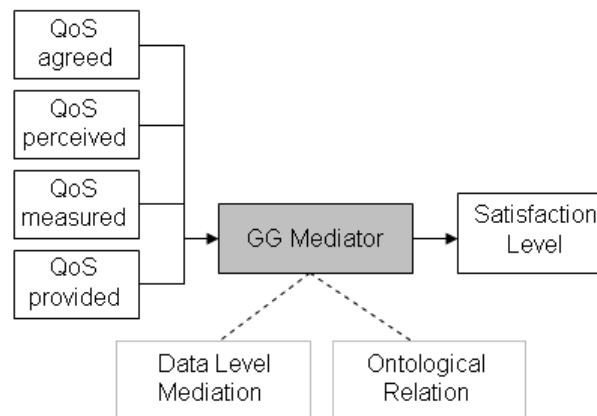 QoS
agreed
QoS
perceived
QoS
measured
QoS
provided
GG Mediator
Satisfaction
Level
Data Level
Mediation
Ontological
Relation